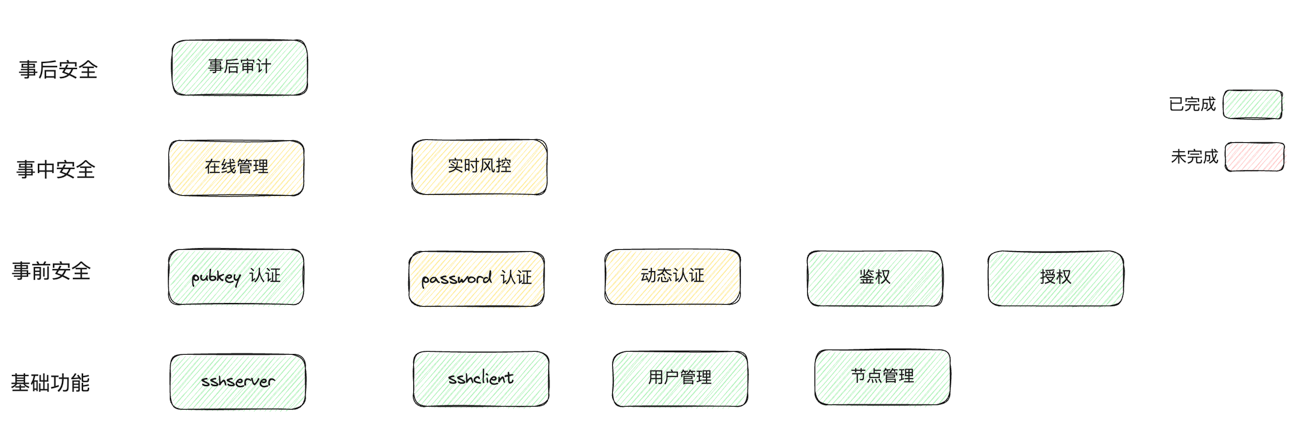 事后安全
事后审计
已完成
事中安全
在线管理
实时风控
未完成
事前安全
pubkey 认证
password 认证
动态认证
鉴权
授权
基础功能
sshserver
sshclient
用户管理
节点管理